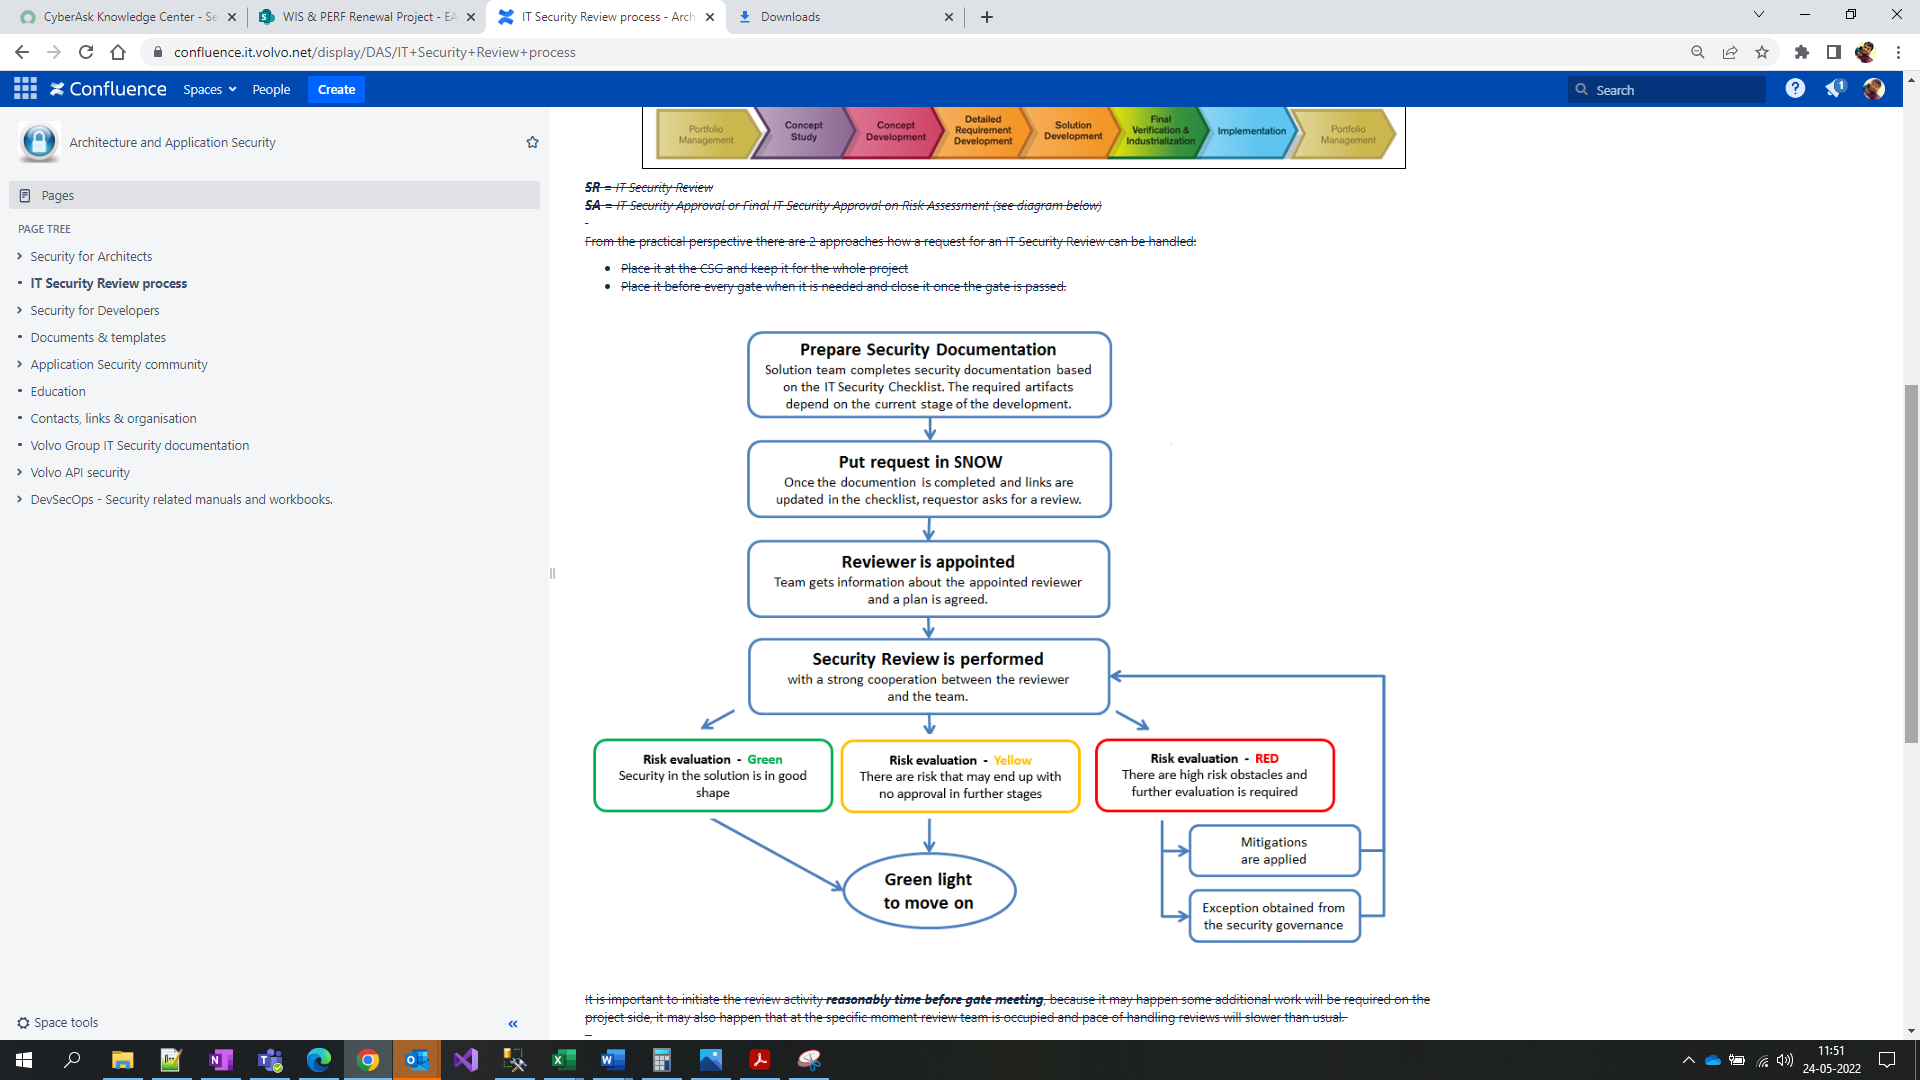 CyberAsk Knowledge Center - Se
WIS & PERF Renewal Project - EA
IT Security Review process - Arch
Downloads
confluence.it.volvo.net/display/DAS/IT+Security+Review+process
Confluence
Spaces
People
Create
Search
1
Architecture and Application Security
Pages
PAGE TREE
Security for Architects
IT Security Review process
Security for Developers
Documents & templates
Application Security community
Education
Contacts, links & organisation
Volvo Group IT Security documentation
Volvo API security
DevSecOps - Security related manuals and workbooks.
Space tools
Portfolio
Management
Concept
Study
Concept
Development
Detailed
Requirement
Development
Solution
Development
Final
Verification &
Industrialization
Implementation
Portfolio
Management
SR = IT Security Review
SA = IT Security Approval or Final IT Security Approval on Risk Assessment (see diagram below)
From the practical perspective there are 2 approaches how a request for an IT Security Review can be handled:
Place it at the CSG and keep it for the whole project
Place it before every gate when it is needed and close it once the gate is passed.
Prepare Security Documentation
Solution team completes security documentation based
on the IT Security Checklist. The required artifacts
depend on the current stage of the development.
Put request in SNOW
Once the documention is completed and links are
updated in the checklist, requestor asks for a review.
Reviewer is appointed
Team gets information about the appointed reviewer
and a plan is agreed.
Security Review is performed
with a strong cooperation between the reviewer
and the team.
Risk evaluation - Green
Security in the solution is in good
shape
Risk evaluation - Yellow
There are risk that may end up with
no approval in further stages
Risk evaluation - RED
There are high risk obstacles and
further evaluation is required
Mitigations
are applied
Exception obtained from
the security governance
Green light
to move on
It is important to initiate the review activity reasonably time before gate meeting, because it may happen some additional work will be required on the
project side, it may also happen that at the specific moment review team is occupied and pace of handling reviews will slower than usual.
11:51
24-05-2022